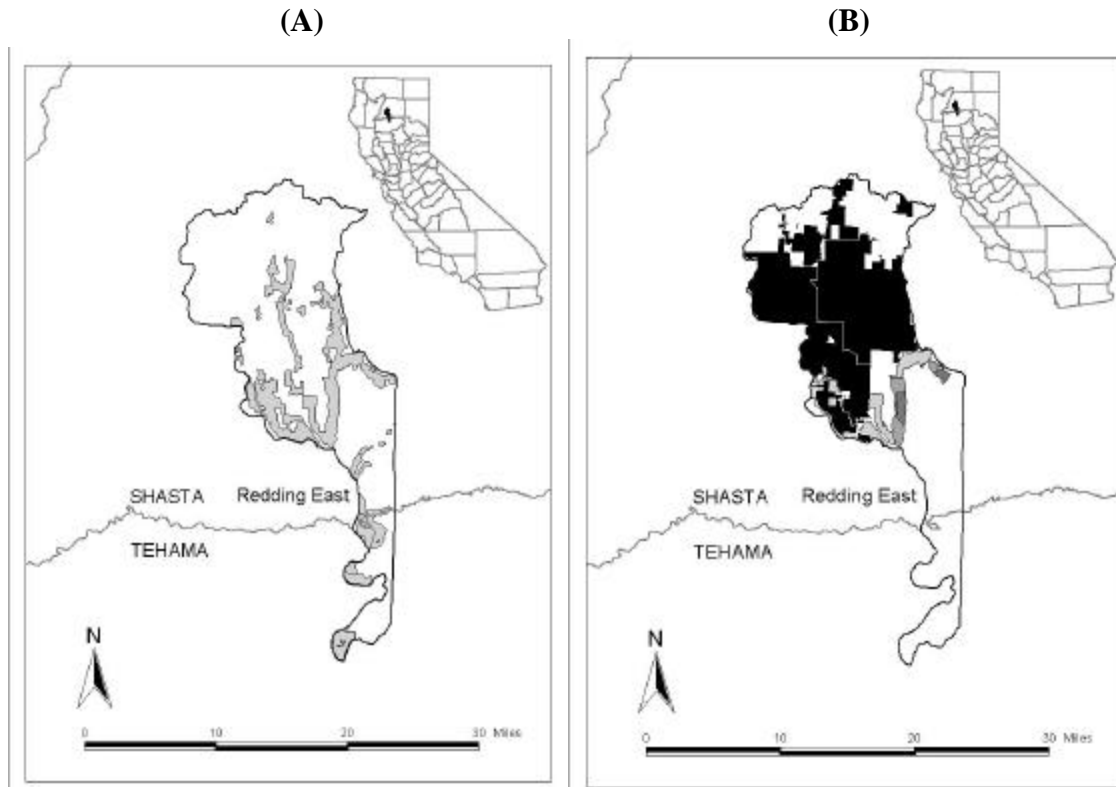 (A)
(B)
SHASTA
Redding East
TEHAMA
N
0 10 20 30 Miles
SHASTA
Redding East
TEHAMA
N
0 10 20 30 Miles